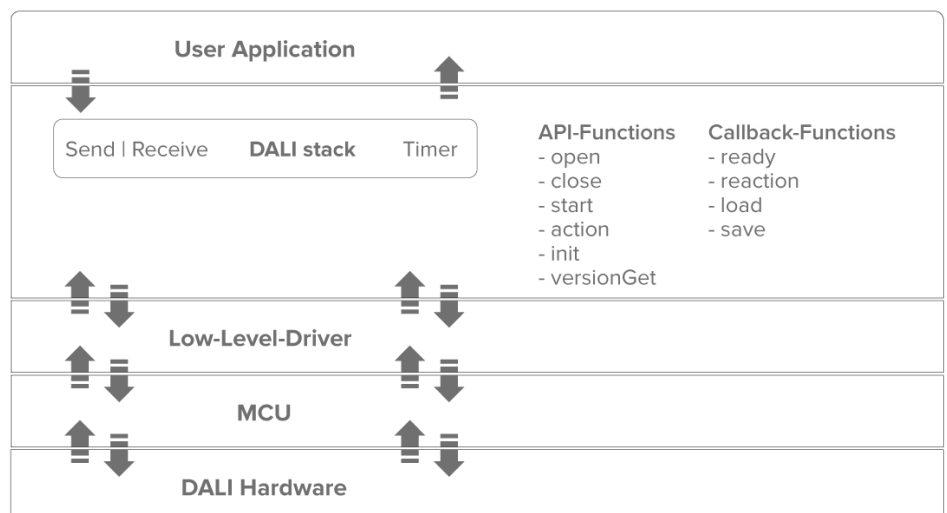 User Application
Send | Receive DALI stack Timer
API-Functions
- open
- close
- start
- action
- init
- versionGet
Callback-Functions
- ready
- reaction
- load
- save
Low-Level-Driver
MCU
DALI Hardware